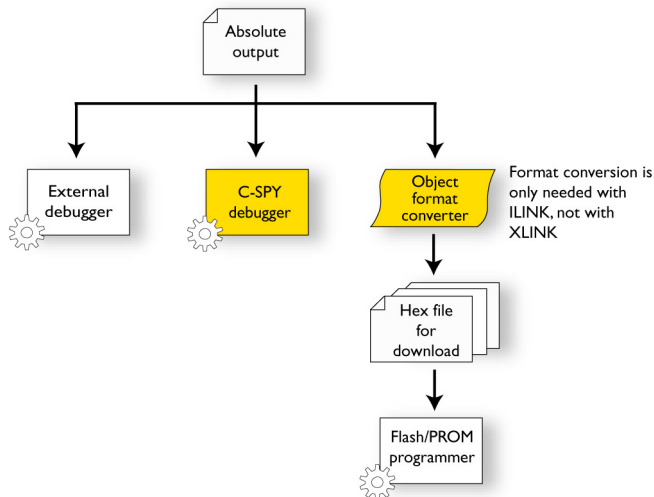 Absolute
output
External
debugger
C-SPY
debugger
Object
format
converter
Format conversion is
only needed with
ILINK, not with
XLINK
Hex file
for
download
Flash/PROM
programmer